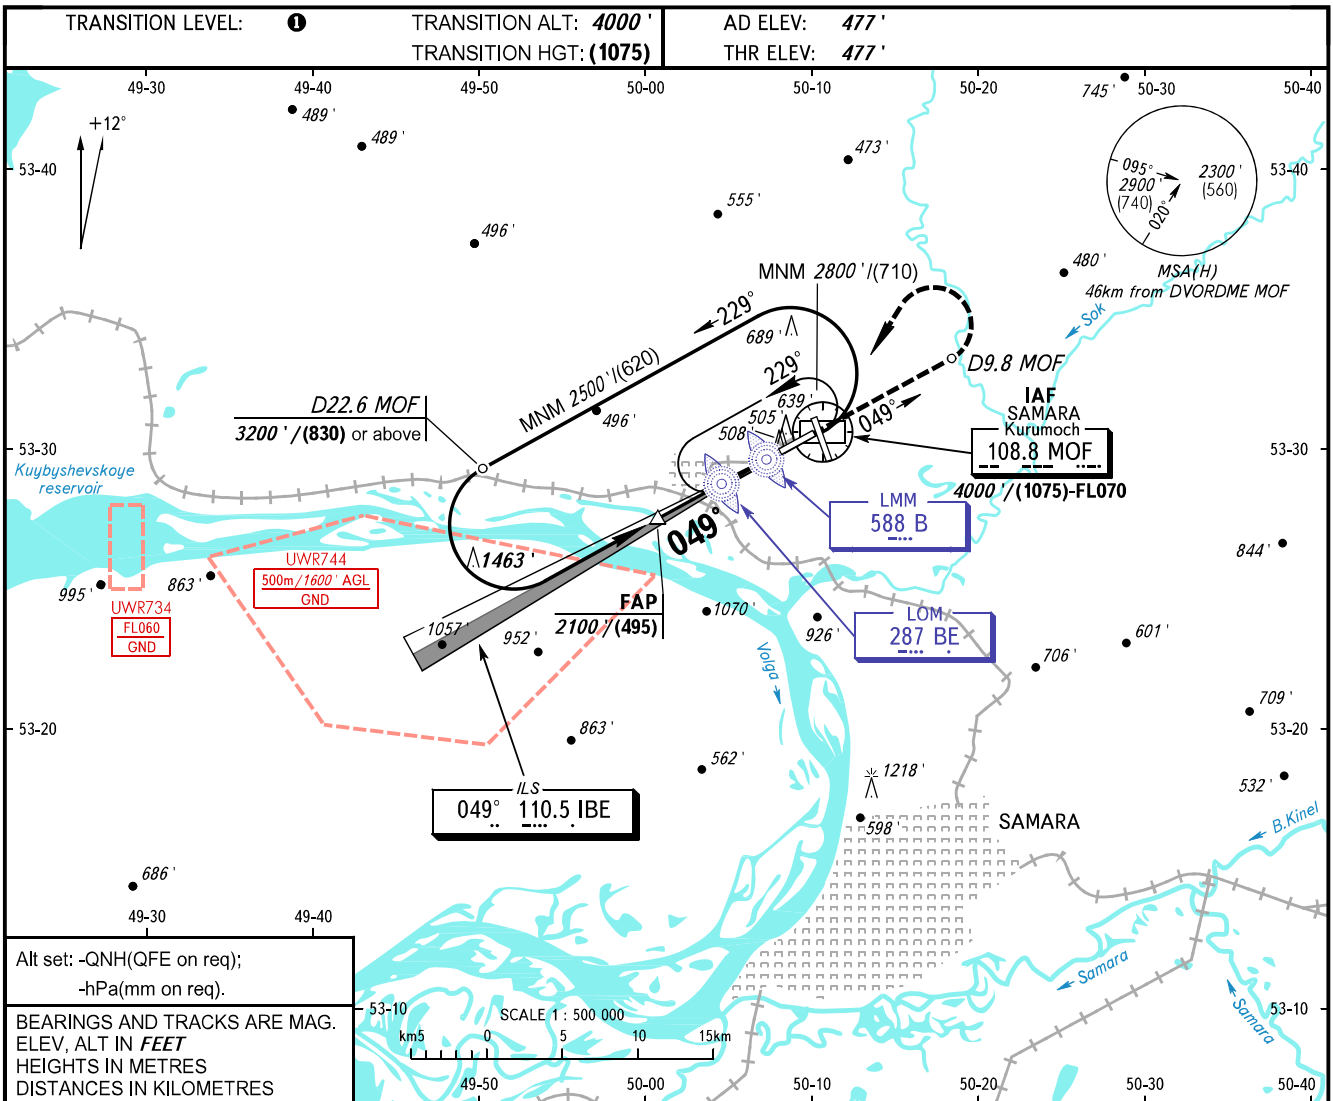 TRANSITION LEVEL: 1 TRANSITION ALT: 4000 '
TRANSITION HGT: (1075)
AD ELEV: 477 '
THR ELEV: 477 '
49-30 49-40 49-50 50-00 50-10 50-20 50-30 50-40
745 '
+12°
489 '
489 '
473 '
53-40
53-40
095°
2900 '
(740)
020°
2300 '
(560)
555 '
496 '
MSA(H)
46km from DVORDME MOF
480 '
MNM 2800 '/(710)
Sok
229°
689 '
MNM 2500 '/(620)
229°
D9.8 MOF
639 '
505 '
508 '
049°
496 '
D22.6 MOF
3200 '/(830) or above
IAF
SAMARA
Kurumoch
108.8 MOF
4000 '/(1075)-FL070
53-30
53-30
Kuybyshevskoye
reservoir
LMM
588 B
049°
1463 '
844 '
UWR744
500m/1600 ' AGL
GND
995 '
863 '
UWR734
FL060
GND
FAP
2100 '/(495)
1070 '
926 '
LOM
287 BE
601 '
1057 '
952 '
706 '
Volga
709 '
53-20
53-20
863 '
562 '
1218 '
532 '
ILS
049° 110.5 IBE
598 '
SAMARA
B.Kinel
686 '
49-30 49-40
Alt set: -QNH(QFE on req);
-hPa(mm on req).
Samara
Samara
53-10
53-10
BEARINGS AND TRACKS ARE MAG.
ELEV, ALT IN FEET
HEIGHTS IN METRES
DISTANCES IN KILOMETRES
SCALE 1 : 500 000
km5 0 5 10 15km
49-50 50-00 50-10 50-20 50-30 50-40